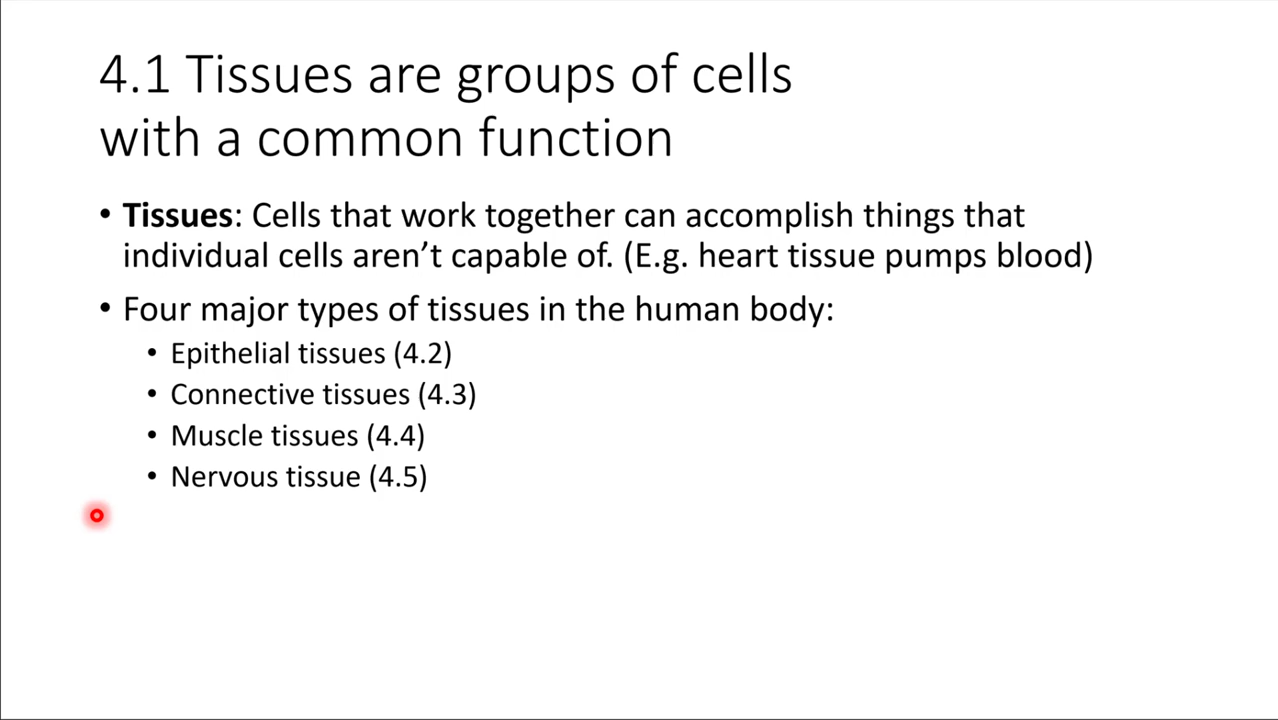 4.1 Tissues are groups of cells
with a common function
• Tissues: Cells that work together can accomplish things that
individual cells aren’t capable of. (E.g. heart tissue pumps blood)
• Four major types of tissues in the human body:
• Epithelial tissues (4.2)
• Connective tissues (4.3)
• Muscle tissues (4.4)
• Nervous tissue (4.5)